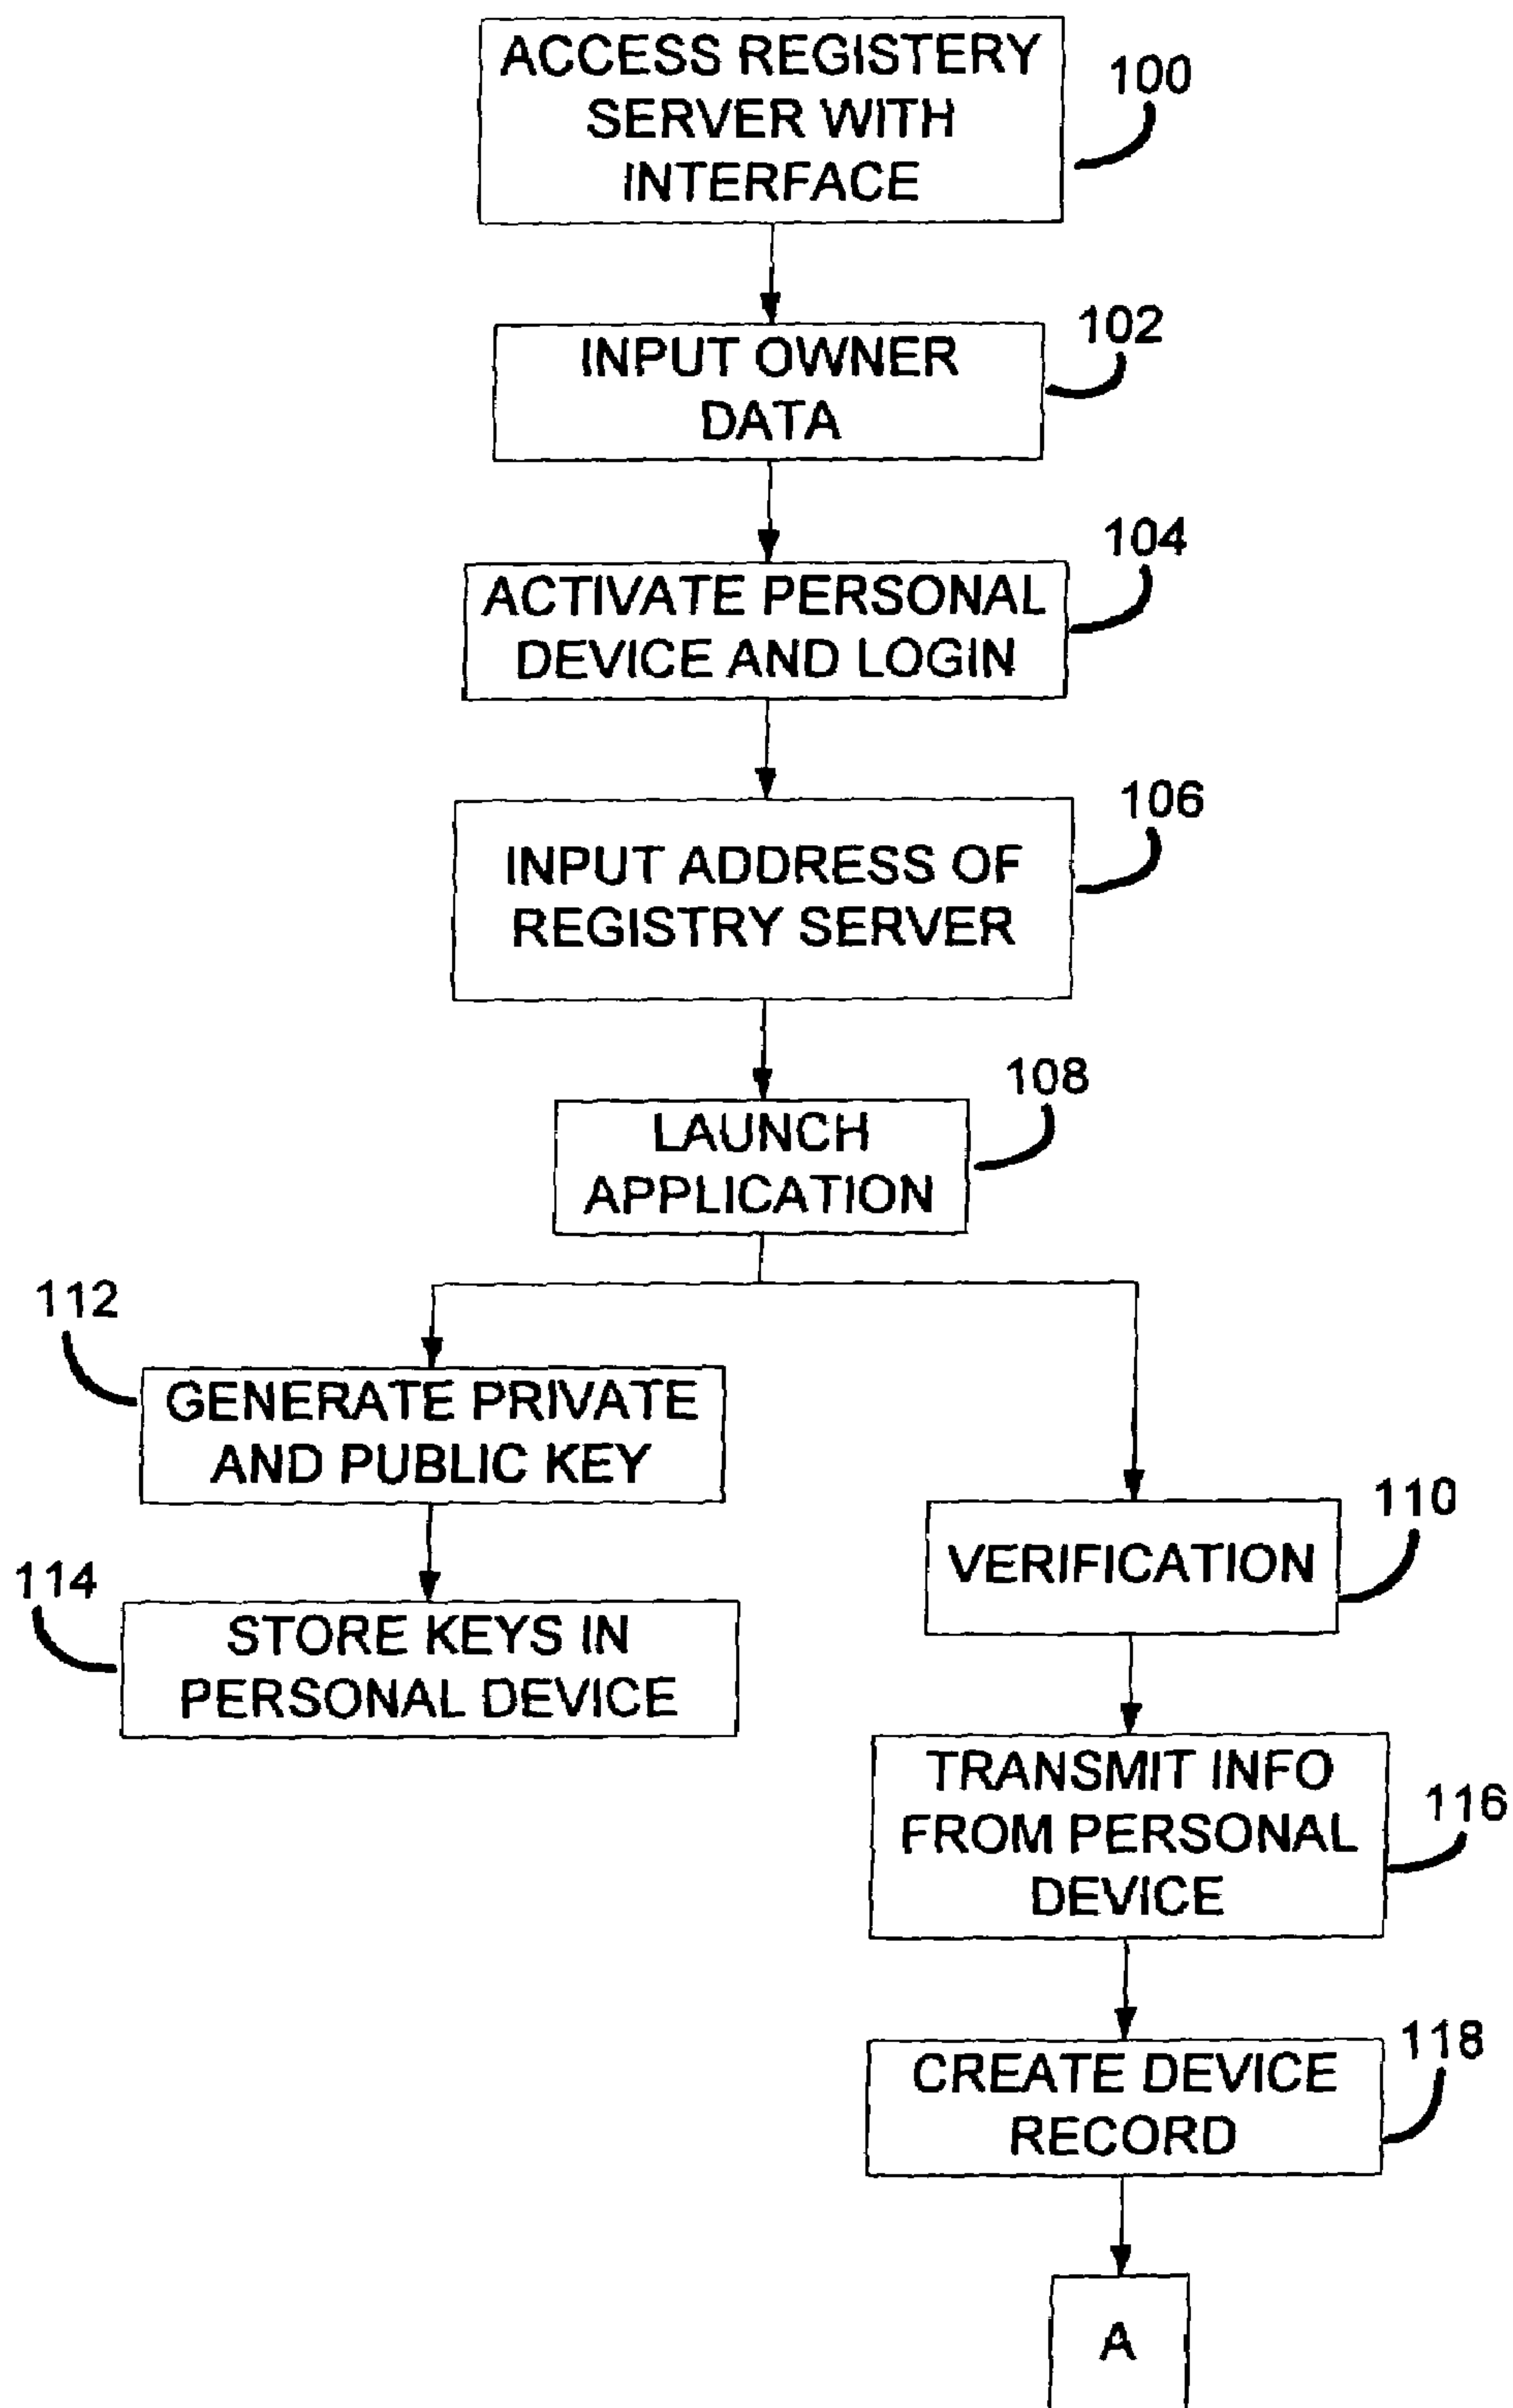 ACCESS REGISTERY
SERVER WITH
INTERFACE
100
INPUT OWNER
DATA
102
ACTIVATE PERSONAL
DEVICE AND LOGIN
104
INPUT ADDRESS OF
REGISTRY SERVER
106
LAUNCH
APPLICATION
108
112
GENERATE PRIVATE
AND PUBLIC KEY
114
STORE KEYS IN
PERSONAL DEVICE
VERIFICATION
110
TRANSMIT INFO
FROM PERSONAL
DEVICE
116
CREATE DEVICE
RECORD
118
A